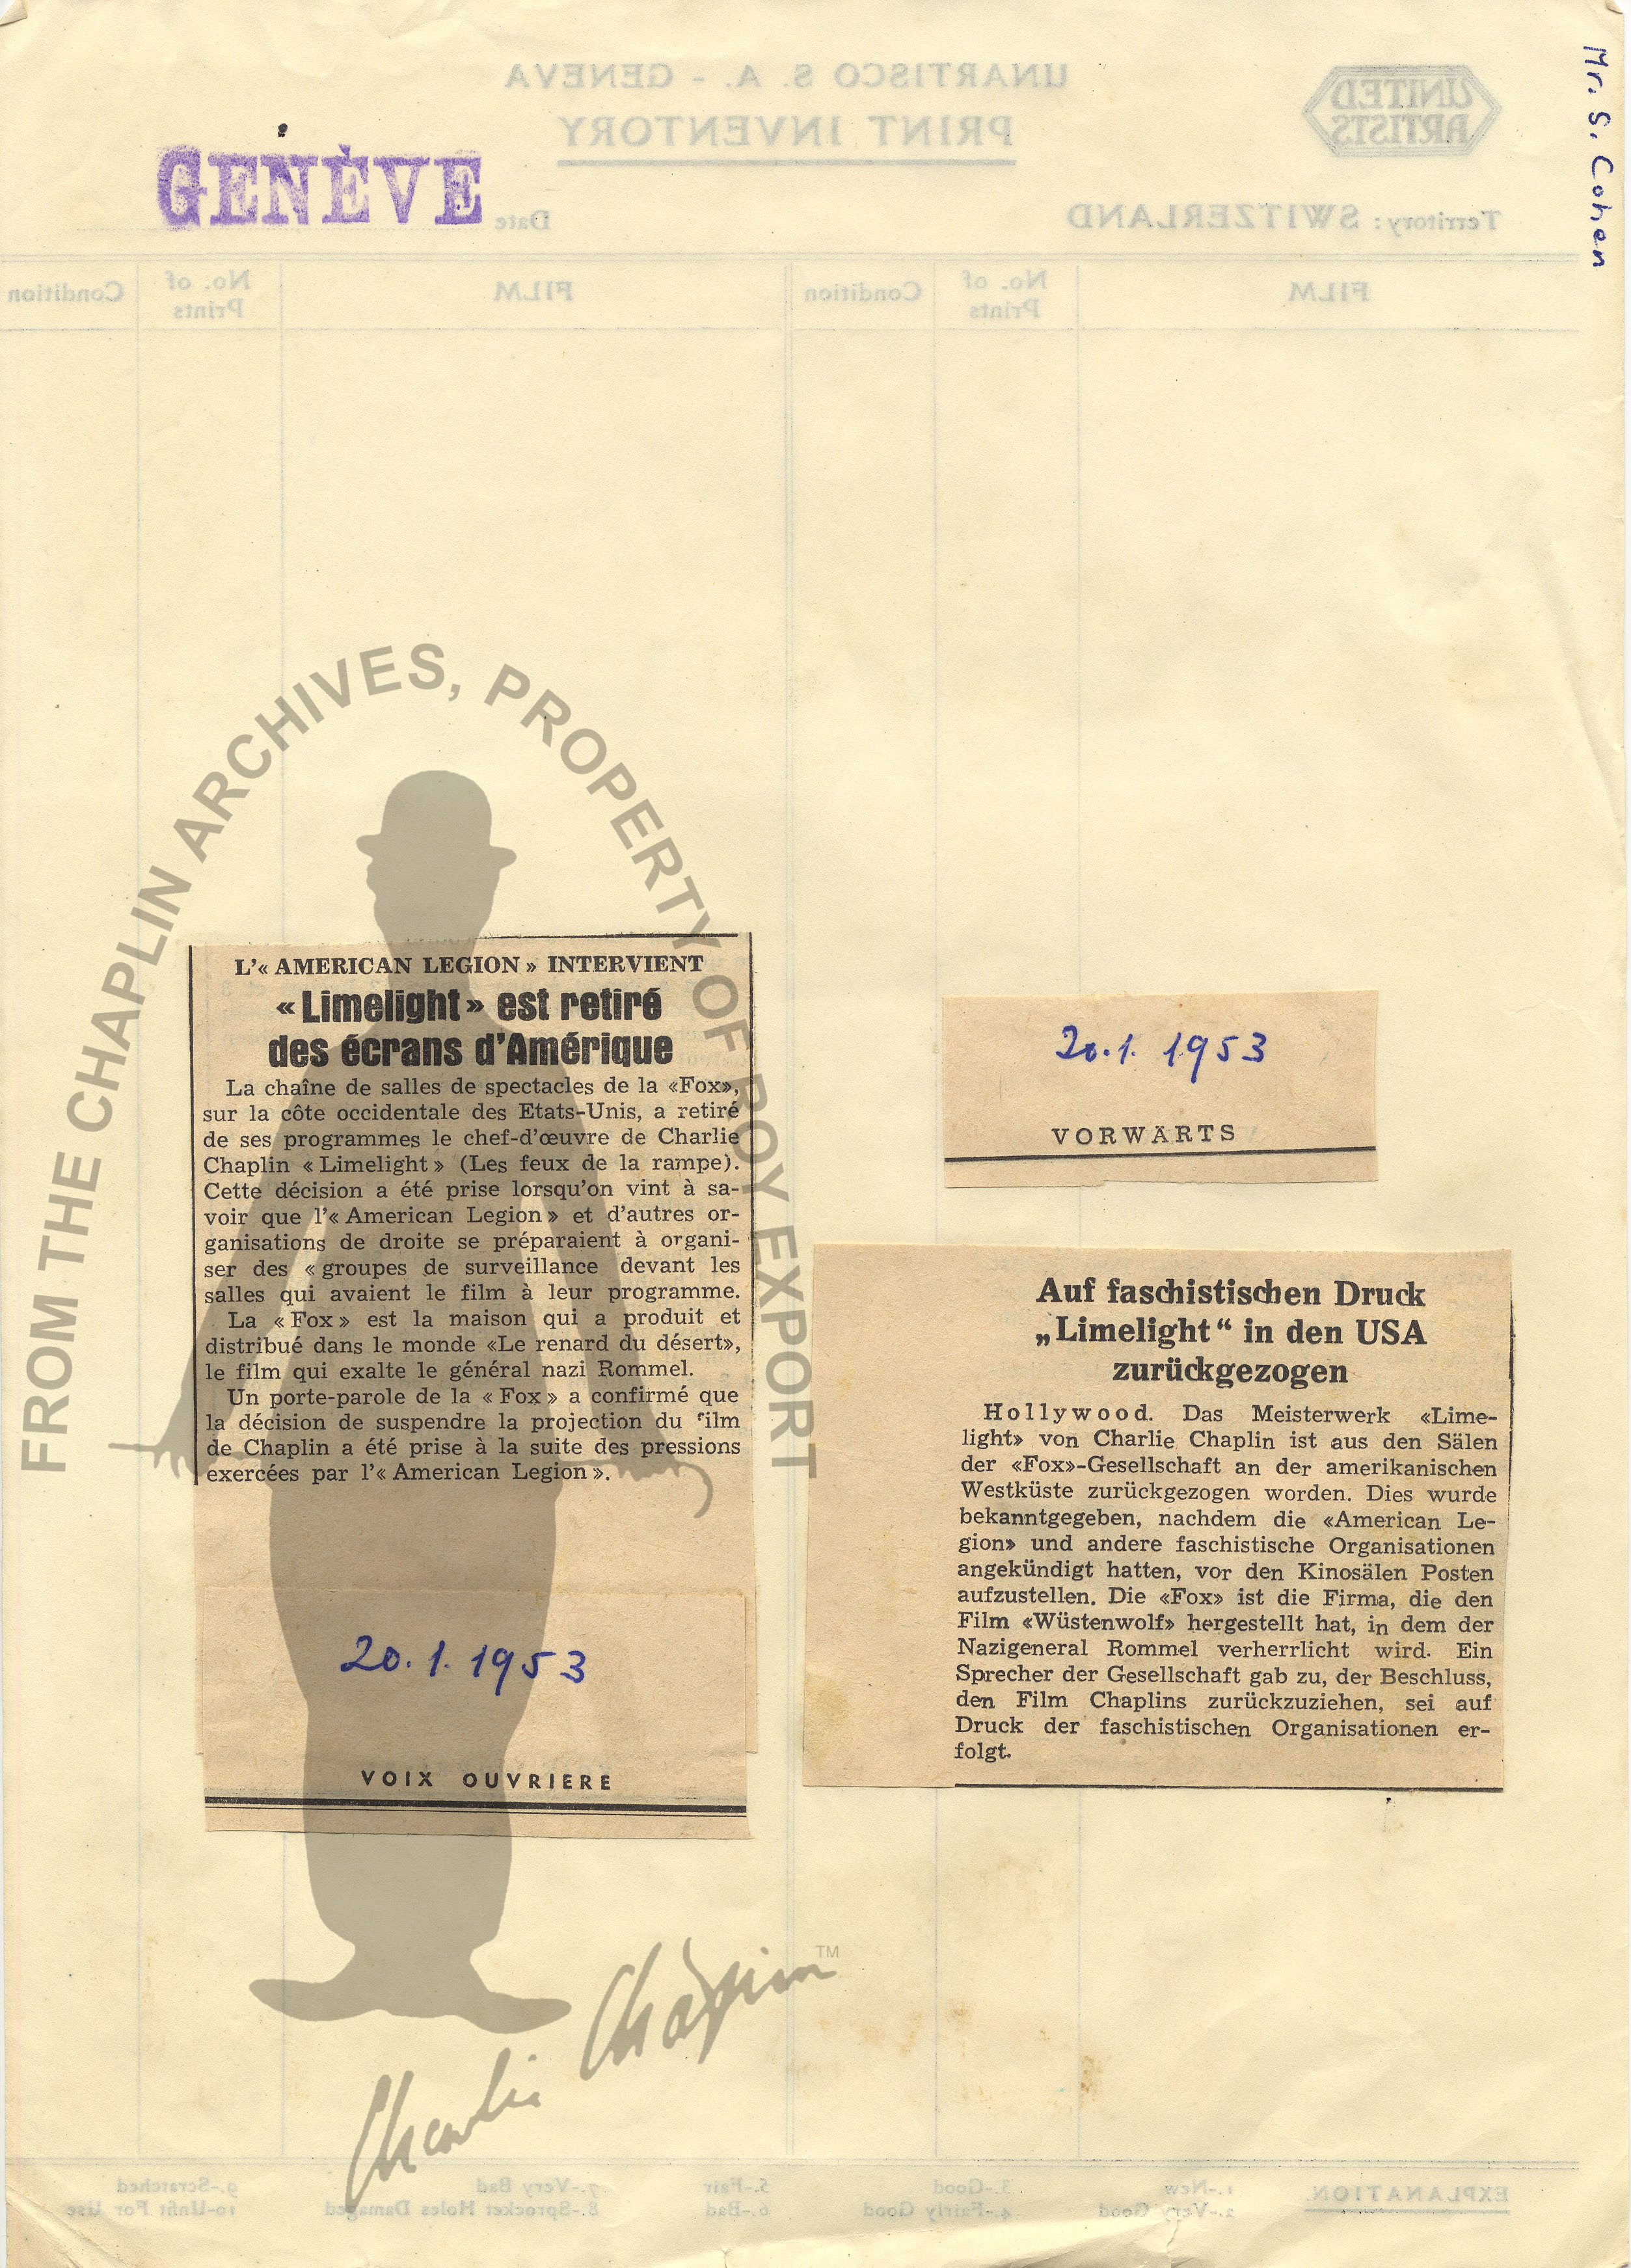 Mr. S. Cohen
UNARTISCO S. A. - GENEVA
PRINT INVENTORY
UNITED
ARTISTS
GENÈVE
Date
Territory: SWITZERLAND
Condition
No. of
Prints
FILM
Condition
No. of
Prints
FILM
FROM THE CHAPLIN ARCHIVES, PROPERTY OF ROY EXPORT
L'« AMERICAN LEGION » INTERVIENT
« Limelight » est retiré
des écrans d'Amérique
La chaîne de salles de spectacles de la «Fox»,
sur la côte occidentale des Etats-Unis, a retiré
de ses programmes le chef-d'œuvre de Charlie
Chaplin « Limelight » (Les feux de la rampe).
Cette décision a été prise lorsqu'on vint à sa-
voir que l'« American Legion » et d'autres or-
ganisations de droite se préparaient à organi-
ser des « groupes de surveillance devant les
salles qui avaient le film à leur programme.
La « Fox » est la maison qui a produit et
distribué dans le monde «Le renard du désert»,
le film qui exalte le général nazi Rommel.
Un porte-parole de la « Fox » a confirmé que
la décision de suspendre la projection du film
de Chaplin a été prise à la suite des pressions
exercées par l'« American Legion ».
20.1.1953
VOIX OUVRIERE
20.1.1953
VORWÄRTS
Auf faschistischen Druck
„Limelight“ in den USA
zurückgezogen
Hollywood. Das Meisterwerk «Lime-
light» von Charlie Chaplin ist aus den Sälen
der «Fox»-Gesellschaft an der amerikanischen
Westküste zurückgezogen worden. Dies wurde
bekanntgegeben, nachdem die «American Le-
gion» und andere faschistische Organisationen
angekündigt hatten, vor den Kinosälen Posten
aufzustellen. Die «Fox» ist die Firma, die den
Film «Wüstenwolf» hergestellt hat, in dem der
Nazigeneral Rommel verherrlicht wird. Ein
Sprecher der Gesellschaft gab zu, der Beschluss,
den Film Chaplins zurückzuziehen, sei auf
Druck der faschistischen Organisationen er-
folgt.
Charlie Chaplin TM
EXPLANATION.
1.-New
2.-Very Good
3.-Good
4.-Fairly Good
5.-Fair
6.-Bad
7.-Very Bad
8.-Sprocket Holes Damaged
9.-Scratched
10-Unfit For Use